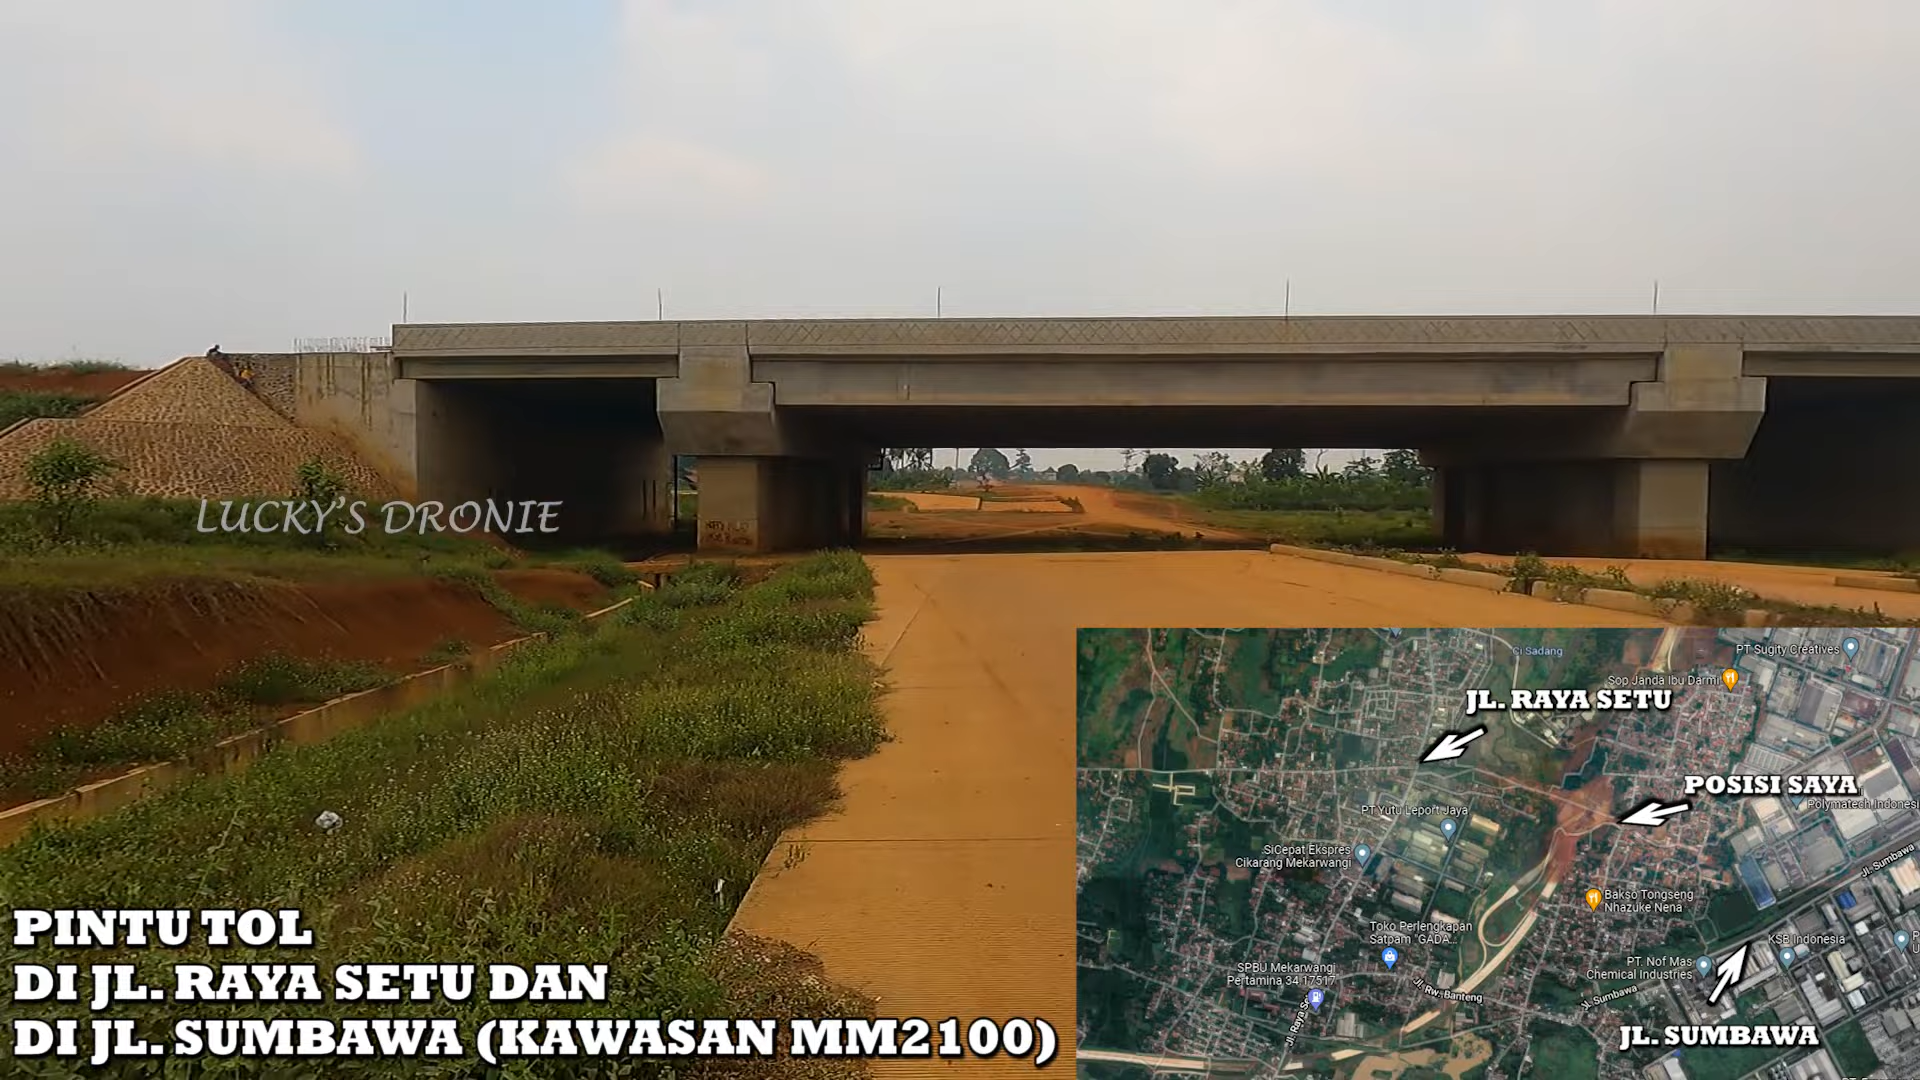 LUCKY'S DRONIE
PINTU TOL
DI JL. RAYA SETU DAN
DI JL. SUMBAWA (KAWASAN MM2100)
Ci Sadang
PT Sugity Creatives
Sop Janda Ibu Darmi
JL. RAYA SETU
POSISI SAYA
Polymatech Indonesi
PT Yutu Leport Jaya
SiCepat Ekspres
Cikarang Mekarwangi
Jl. Sumbawa
Bakso Tongseng
Nhazuke Nena
Toko Perlengkapan
Satpam "GADA...
KSB Indonesia
PT. Nof Mas
Chemical Industries
SPBU Mekarwangi
Pertamina 34.17517
Jl. Rw. Banteng
Jl. Sumbawa
Jl. Raya Se
JL. SUMBAWA